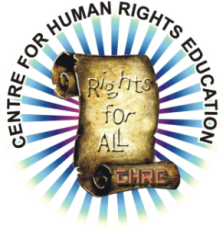 CENTRE FOR HUMAN RIGHTS EDUCATION
Rights
for
ALL
CHRE